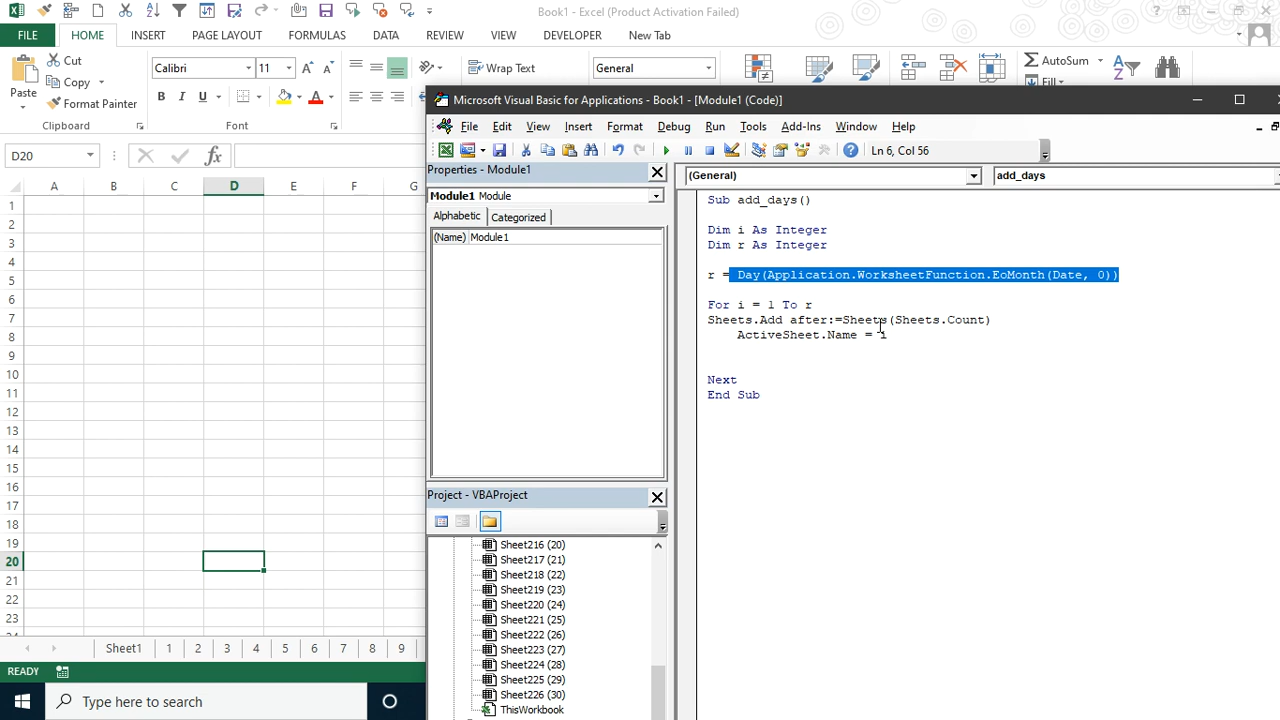 Book1 - Excel (Product Activation Failed)
FILE HOME INSERT PAGE LAYOUT FORMULAS DATA REVIEW VIEW DEVELOPER New Tab
Paste
Cut
Copy
Format Painter
Clipboard
Calibri 11
B I U
Font
Wrap Text
General
AutoSum
Fill
D20
A B C D E F G
1
2
3
4
5
6
7
8
9
10
11
12
13
14
15
16
17
18
19
20
21
22
23
Sheet1 1 2 3 4 5 6 7 8 9
READY
Type here to search
Microsoft Visual Basic for Applications - Book1 - [Module1 (Code)]
File Edit View Insert Format Debug Run Tools Add-Ins Window Help
Ln 6, Col 56
Properties - Module1
Module1 Module
Alphabetic Categorized
(Name) Module1
Project - VBAProject
Sheet216 (20)
Sheet217 (21)
Sheet218 (22)
Sheet219 (23)
Sheet220 (24)
Sheet221 (25)
Sheet222 (26)
Sheet223 (27)
Sheet224 (28)
Sheet225 (29)
Sheet226 (30)
ThisWorkbook
(General) add_days
Sub add_days()
Dim i As Integer
Dim r As Integer
r = Day(Application.WorksheetFunction.EoMonth(Date, 0))
For i = 1 To r
Sheets.Add after:=Sheets(Sheets.Count)
ActiveSheet.Name = i
Next
End Sub